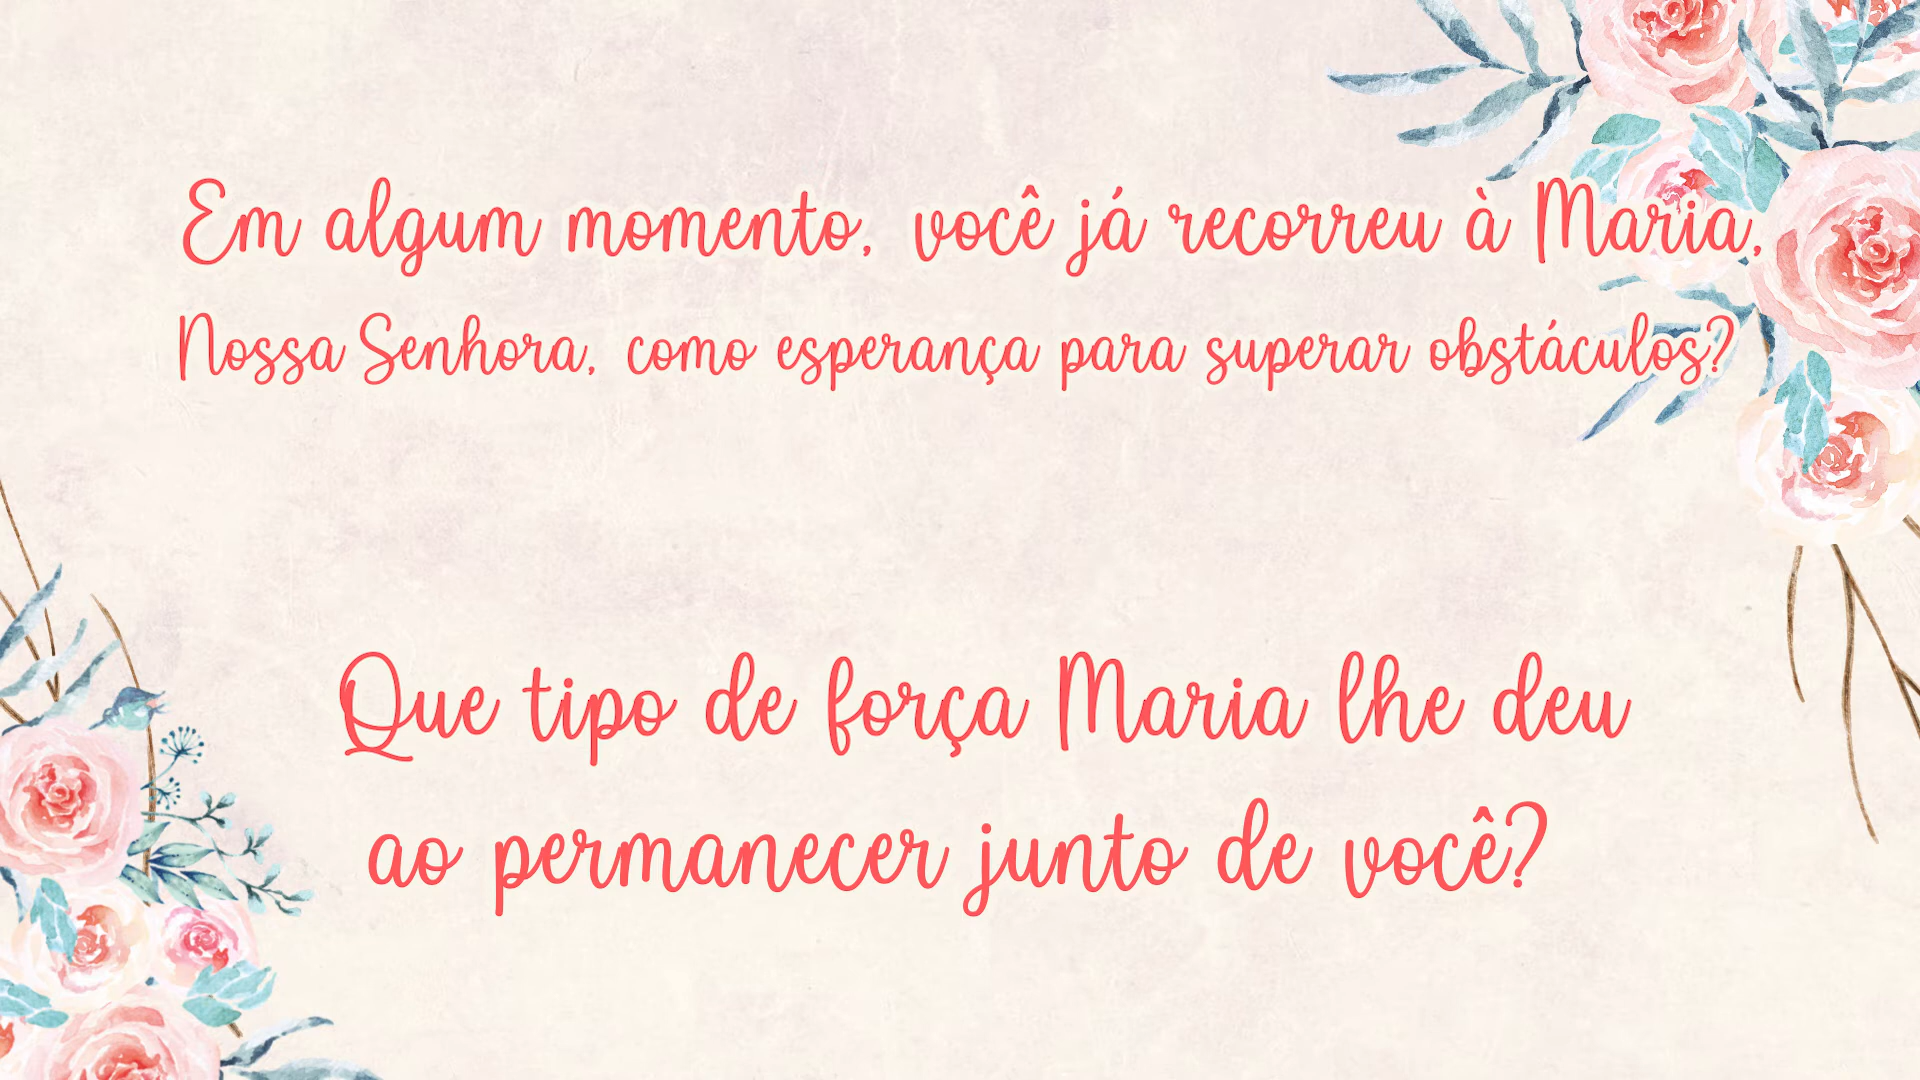 Em algum momento, você já recorreu à Maria,
Nossa Senhora, como esperança para superar obstáculos?
Que tipo de força Maria lhe deu
ao permanecer junto de você?